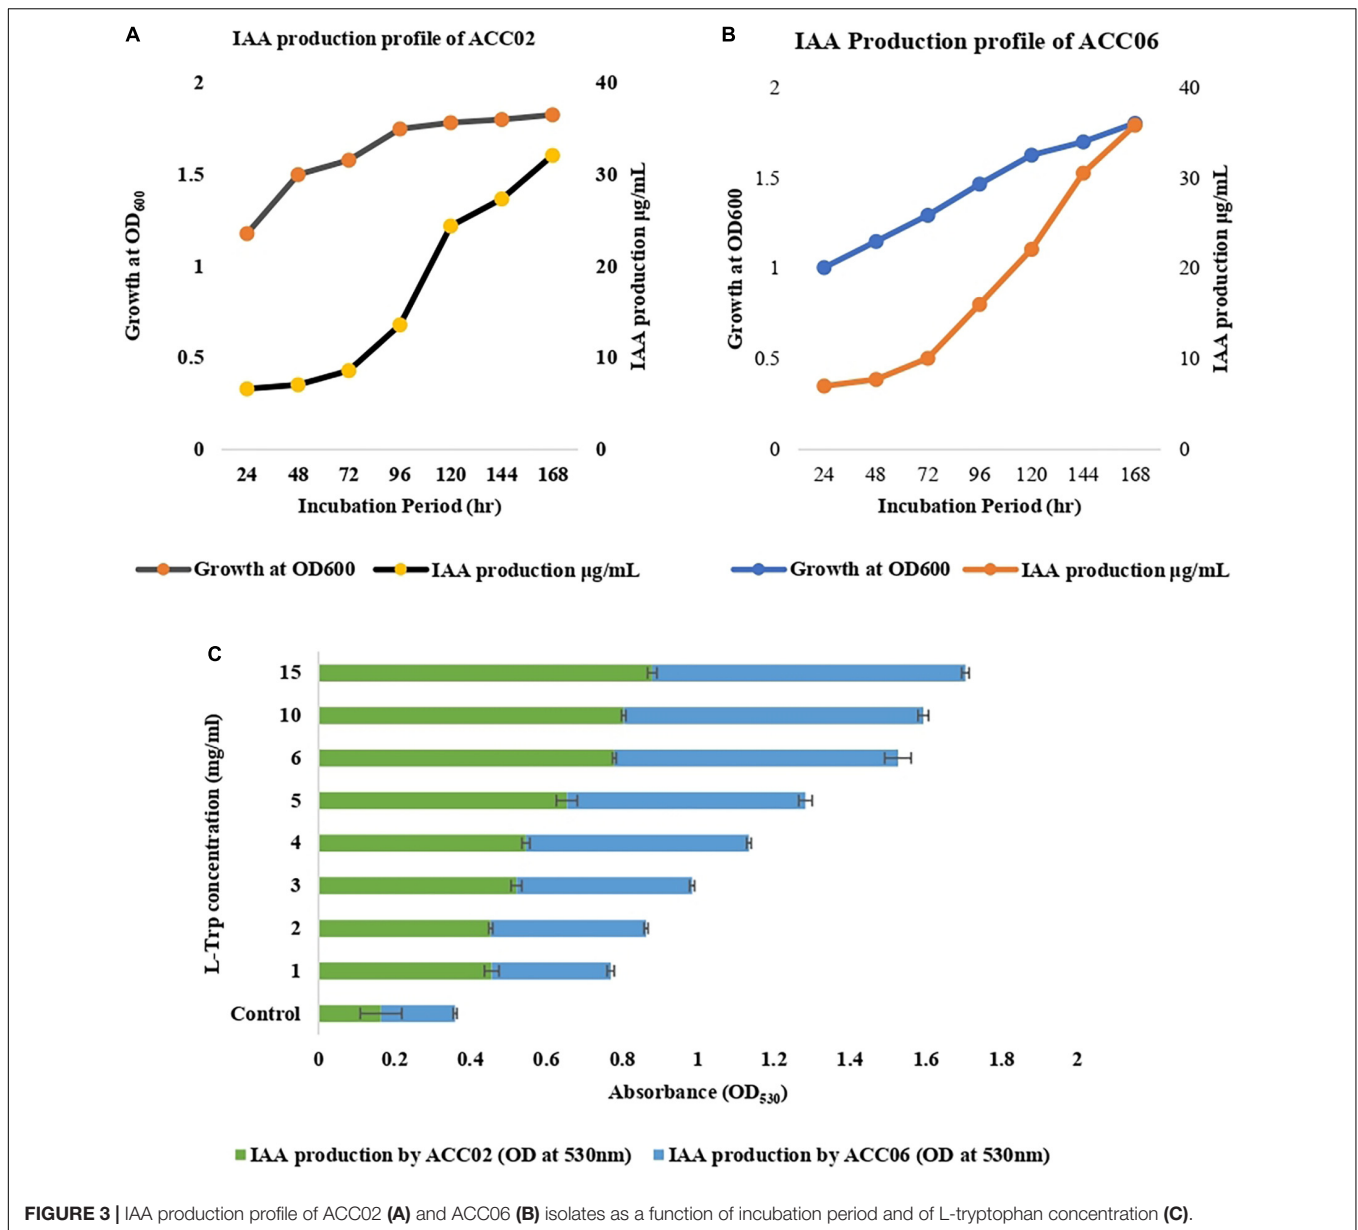 A
IAA production profile of ACC02
2
1.5
1
0.5
0
Growth at OD600
40
30
20
10
0
IAA production µg/mL
24 48 72 96 120 144 168
Incubation Period (hr)
Growth at OD600 IAA production µg/mL
B
IAA Production profile of ACC06
2
1.5
1
0.5
0
Growth at OD600
40
30
20
10
0
IAA production µg/mL
24 48 72 96 120 144 168
Incubation Period (hr)
Growth at OD600 IAA production µg/mL
C
L-Trp concentration (mg/ml)
15
10
6
5
4
3
2
1
Control
0 0.2 0.4 0.6 0.8 1 1.2 1.4 1.6 1.8 2
Absorbance (OD530)
IAA production by ACC02 (OD at 530nm) IAA production by ACC06 (OD at 530nm)
FIGURE 3 | IAA production profile of ACC02 (A) and ACC06 (B) isolates as a function of incubation period and of L-tryptophan concentration (C).